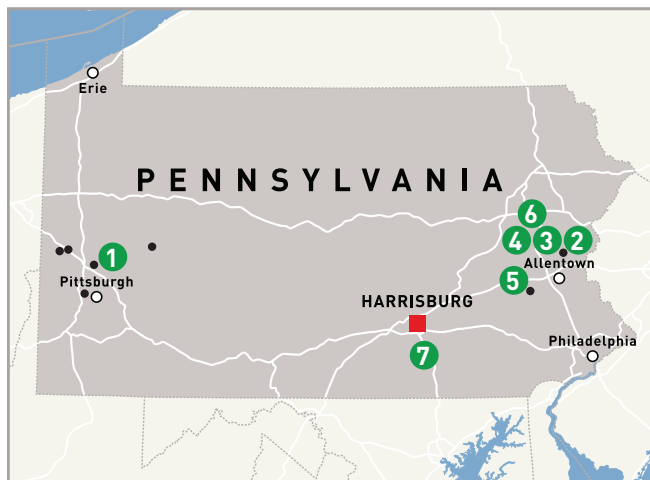 Erie
PENNSYLVANIA
6
4 3 2
1
Allentown
Pittsburgh
5
HARRISBURG
Philadelphia
7